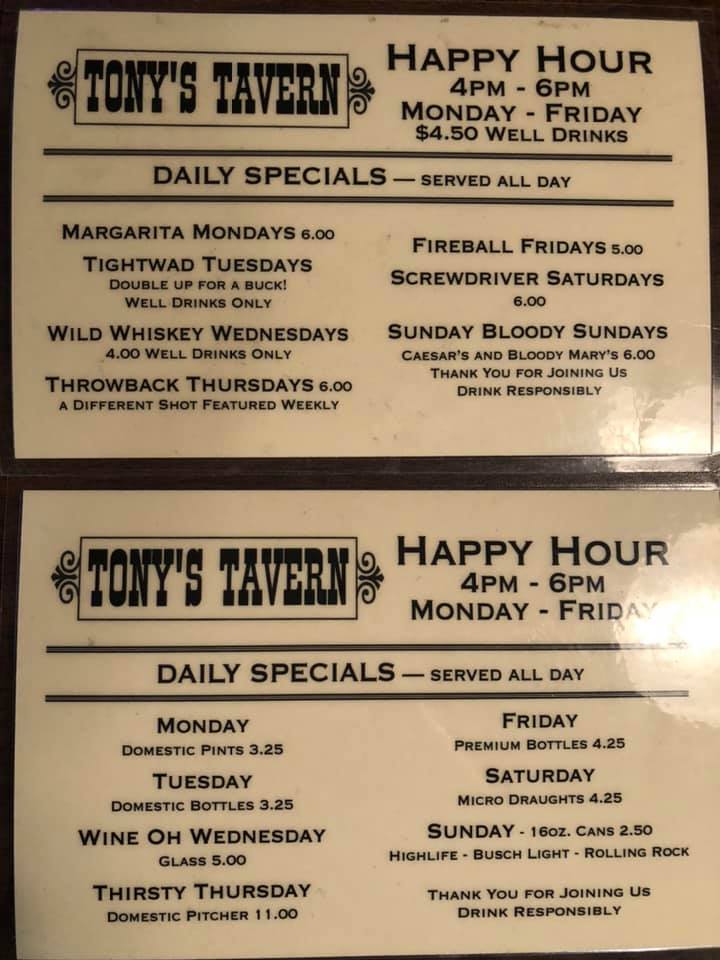 TONY'S TAVERN
HAPPY HOUR
4PM - 6PM
MONDAY - FRIDAY
$4.50 WELL DRINKS
DAILY SPECIALS — SERVED ALL DAY
MARGARITA MONDAYS 6.00
TIGHTWAD TUESDAYS
DOUBLE UP FOR A BUCK!
WELL DRINKS ONLY
WILD WHISKEY WEDNESDAYS
4.00 WELL DRINKS ONLY
THROWBACK THURSDAYS 6.00
A DIFFERENT SHOT FEATURED WEEKLY
FIREBALL FRIDAYS 5.00
SCREWDRIVER SATURDAYS
6.00
SUNDAY BLOODY SUNDAYS
CAESAR'S AND BLOODY MARY'S 6.00
THANK YOU FOR JOINING US
DRINK RESPONSIBLY
TONY'S TAVERN
HAPPY HOUR
4PM - 6PM
MONDAY - FRIDAY
DAILY SPECIALS — SERVED ALL DAY
MONDAY
DOMESTIC PINTS 3.25
TUESDAY
DOMESTIC BOTTLES 3.25
WINE OH WEDNESDAY
GLASS 5.00
THIRSTY THURSDAY
DOMESTIC PITCHER 11.00
FRIDAY
PREMIUM BOTTLES 4.25
SATURDAY
MICRO DRAUGHTS 4.25
SUNDAY - 16OZ. CANS 2.50
HIGHLIFE - BUSCH LIGHT - ROLLING ROCK
THANK YOU FOR JOINING US
DRINK RESPONSIBLY